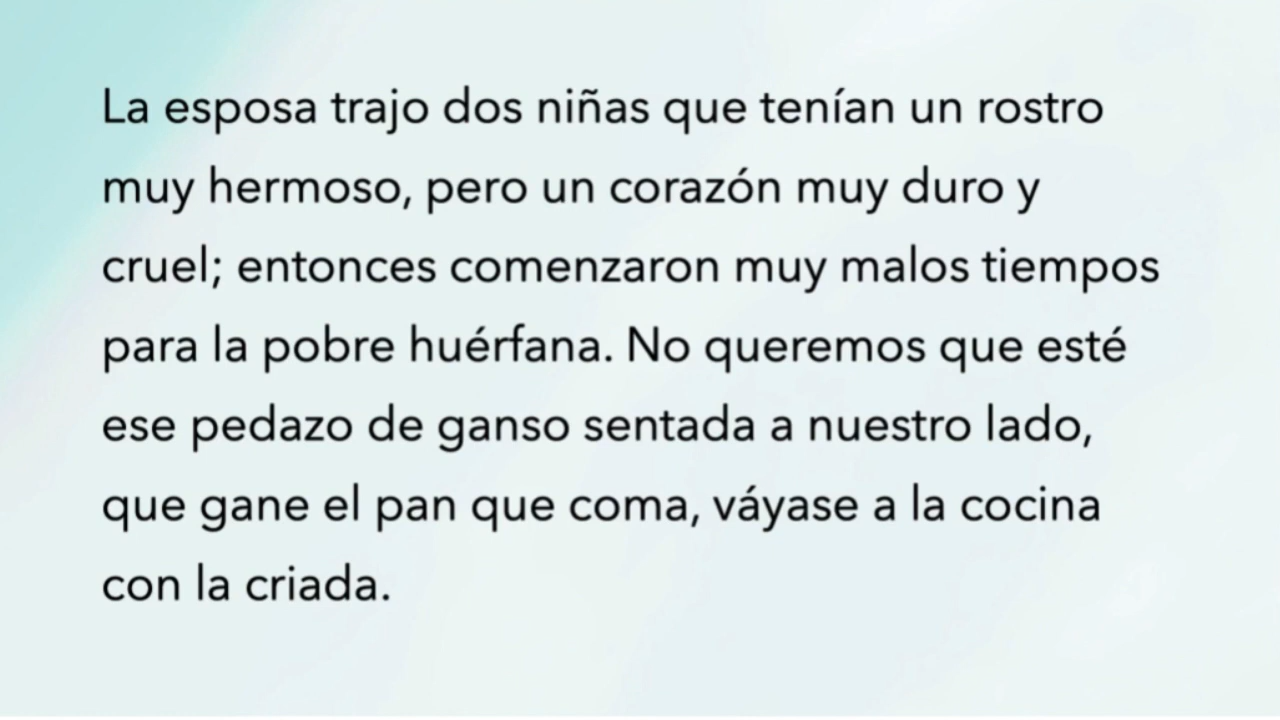 La esposa trajo dos niñas que tenían un rostro
muy hermoso, pero un corazón muy duro y
cruel; entonces comenzaron muy malos tiempos
para la pobre huérfana. No queremos que esté
ese pedazo de ganso sentada a nuestro lado,
que gane el pan que coma, váyase a la cocina
con la criada.